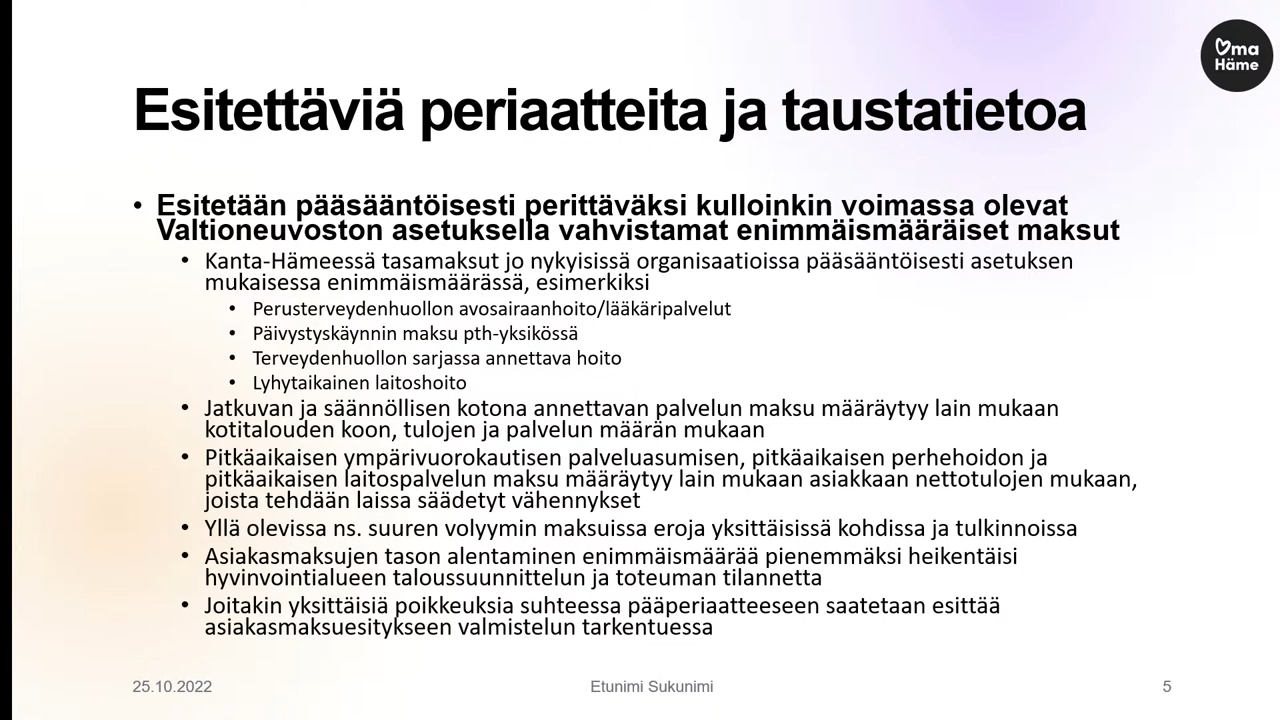 Oma
Häme
Esitettäviä periaatteita ja taustatietoa
• Esitetään pääsääntöisesti perittäväksi kulloinkin voimassa olevat
Valtioneuvoston asetuksella vahvistamat enimmäismääräiset maksut
• Kanta-Hämeessä tasamaksut jo nykyisissä organisaatioissa pääsääntöisesti asetuksen
mukaisessa enimmäismäärässä, esimerkiksi
• Perusterveydenhuollon avosairaanhoito/lääkäripalvelut
• Päivystyskäynnin maksu pth-yksikössä
• Terveydenhuollon sarjassa annettava hoito
• Lyhytaikainen laitoshoito
• Jatkuvan ja säännöllisen kotona annettavan palvelun maksu määräytyy lain mukaan
kotitalouden koon, tulojen ja palvelun määrän mukaan
• Pitkäaikaisen ympärivuorokautisen palveluasumisen, pitkäaikaisen perhehoidon ja
pitkäaikaisen laitospalvelun maksu määräytyy lain mukaan asiakkaan nettotulojen mukaan,
joista tehdään laissa säädetyt vähennykset
• Yllä olevissa ns. suuren volyymin maksuissa eroja yksittäisissä kohdissa ja tulkinnoissa
• Asiakasmaksujen tason alentaminen enimmäismäärää pienemmäksi heikentäisi
hyvinvointialueen taloussuunnittelun ja toteuman tilannetta
• Joitakin yksittäisiä poikkeuksia suhteessa pääperiaatteeseen saatetaan esittää
asiakasmaksuesitykseen valmistelun tarkentuessa
25.10.2022
Etunimi Sukunimi
5